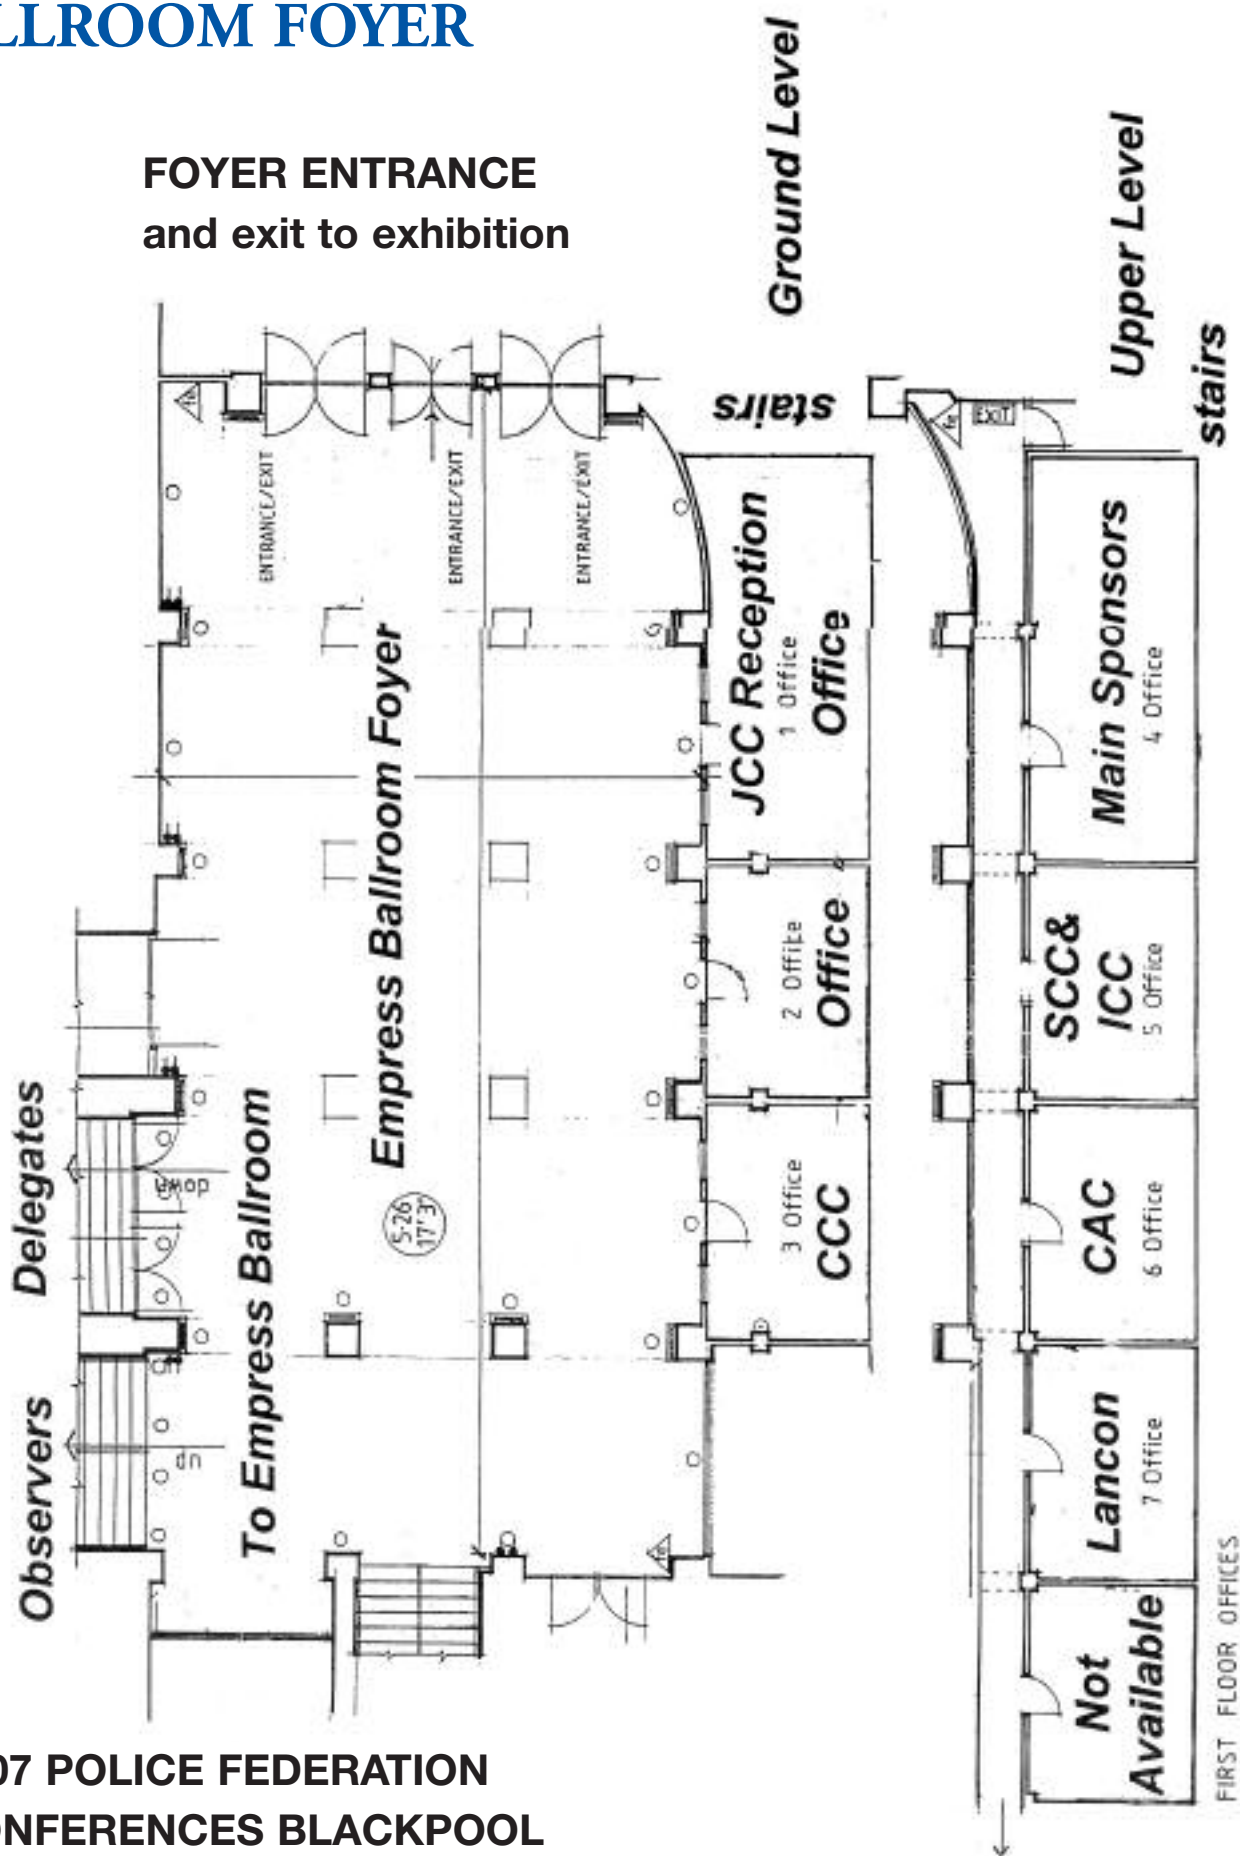 LLROOM FOYER
FOYER ENTRANCE
and exit to exhibition
Ground Level
Upper Level
stairs
stairs
EXIT
ENTRANCE/EXIT
ENTRANCE/EXIT
ENTRANCE/EXIT
Empress Ballroom Foyer
JCC Reception
1 Office
Office
Main Sponsors
4 Office
2 Office
Office
SCC&
ICC
5 Office
Delegates
down
To Empress Ballroom
5·26
17'3"
3 Office
CCC
CAC
6 Office
Observers
up
Lancon
7 Office
Not
Available
FIRST FLOOR OFFICES
07 POLICE FEDERATION
ONFERENCES BLACKPOOL